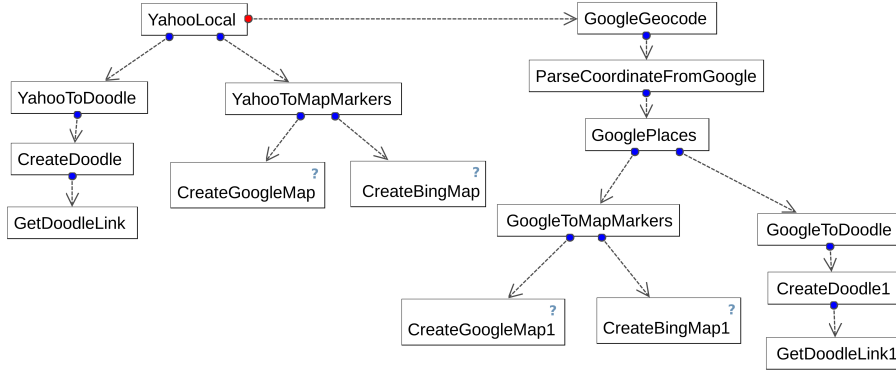 YahooLocal
GoogleGeocode
ParseCoordinateFromGoogle
YahooToDoodle
YahooToMapMarkers
GooglePlaces
CreateDoodle
?
CreateGoogleMap
?
CreateBingMap
GetDoodleLink
GoogleToMapMarkers
GoogleToDoodle
CreateDoodle1
?
CreateGoogleMap1
?
CreateBingMap1
GetDoodleLink1